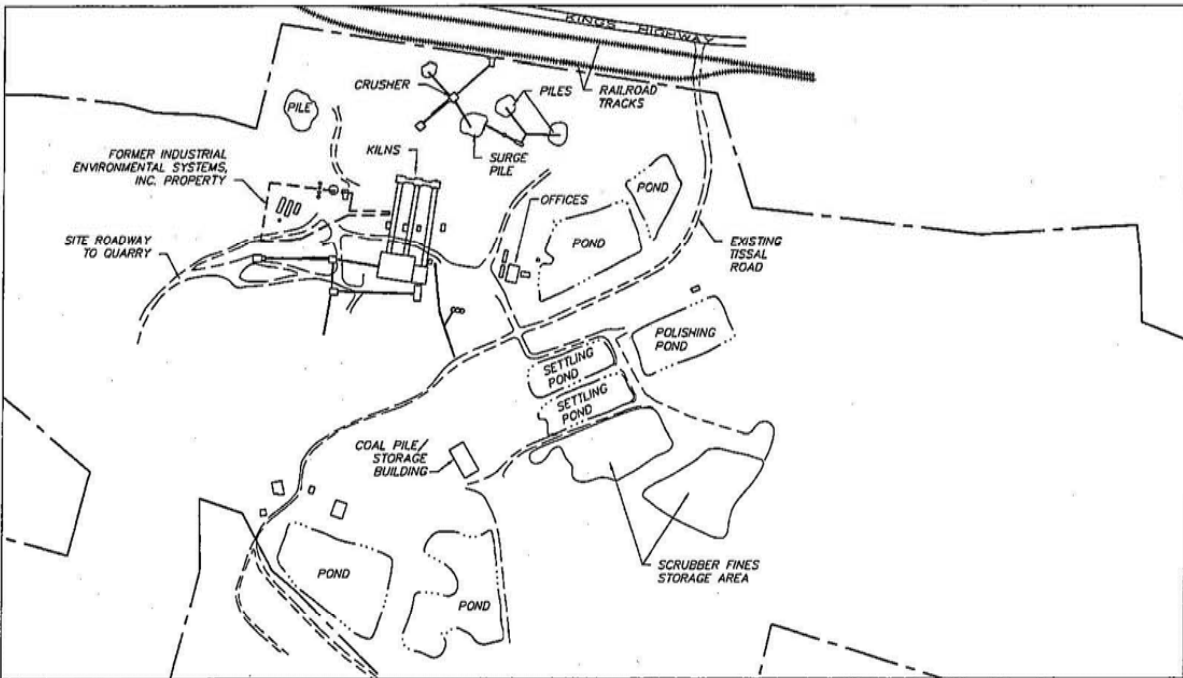 KINGS HIGHWAY
CRUSHER
PILES
RAILROAD
TRACKS
PILE
FORMER INDUSTRIAL
ENVIRONMENTAL SYSTEMS,
INC. PROPERTY
KILNS
SURGE
PILE
OFFICES
POND
POND
SITE ROADWAY
TO QUARRY
EXISTING
TISSAL
ROAD
POLISHING
POND
SETTLING
POND
SETTLING
POND
COAL PILE/
STORAGE
BUILDING
SCRUBBER FINES
STORAGE AREA
POND
POND